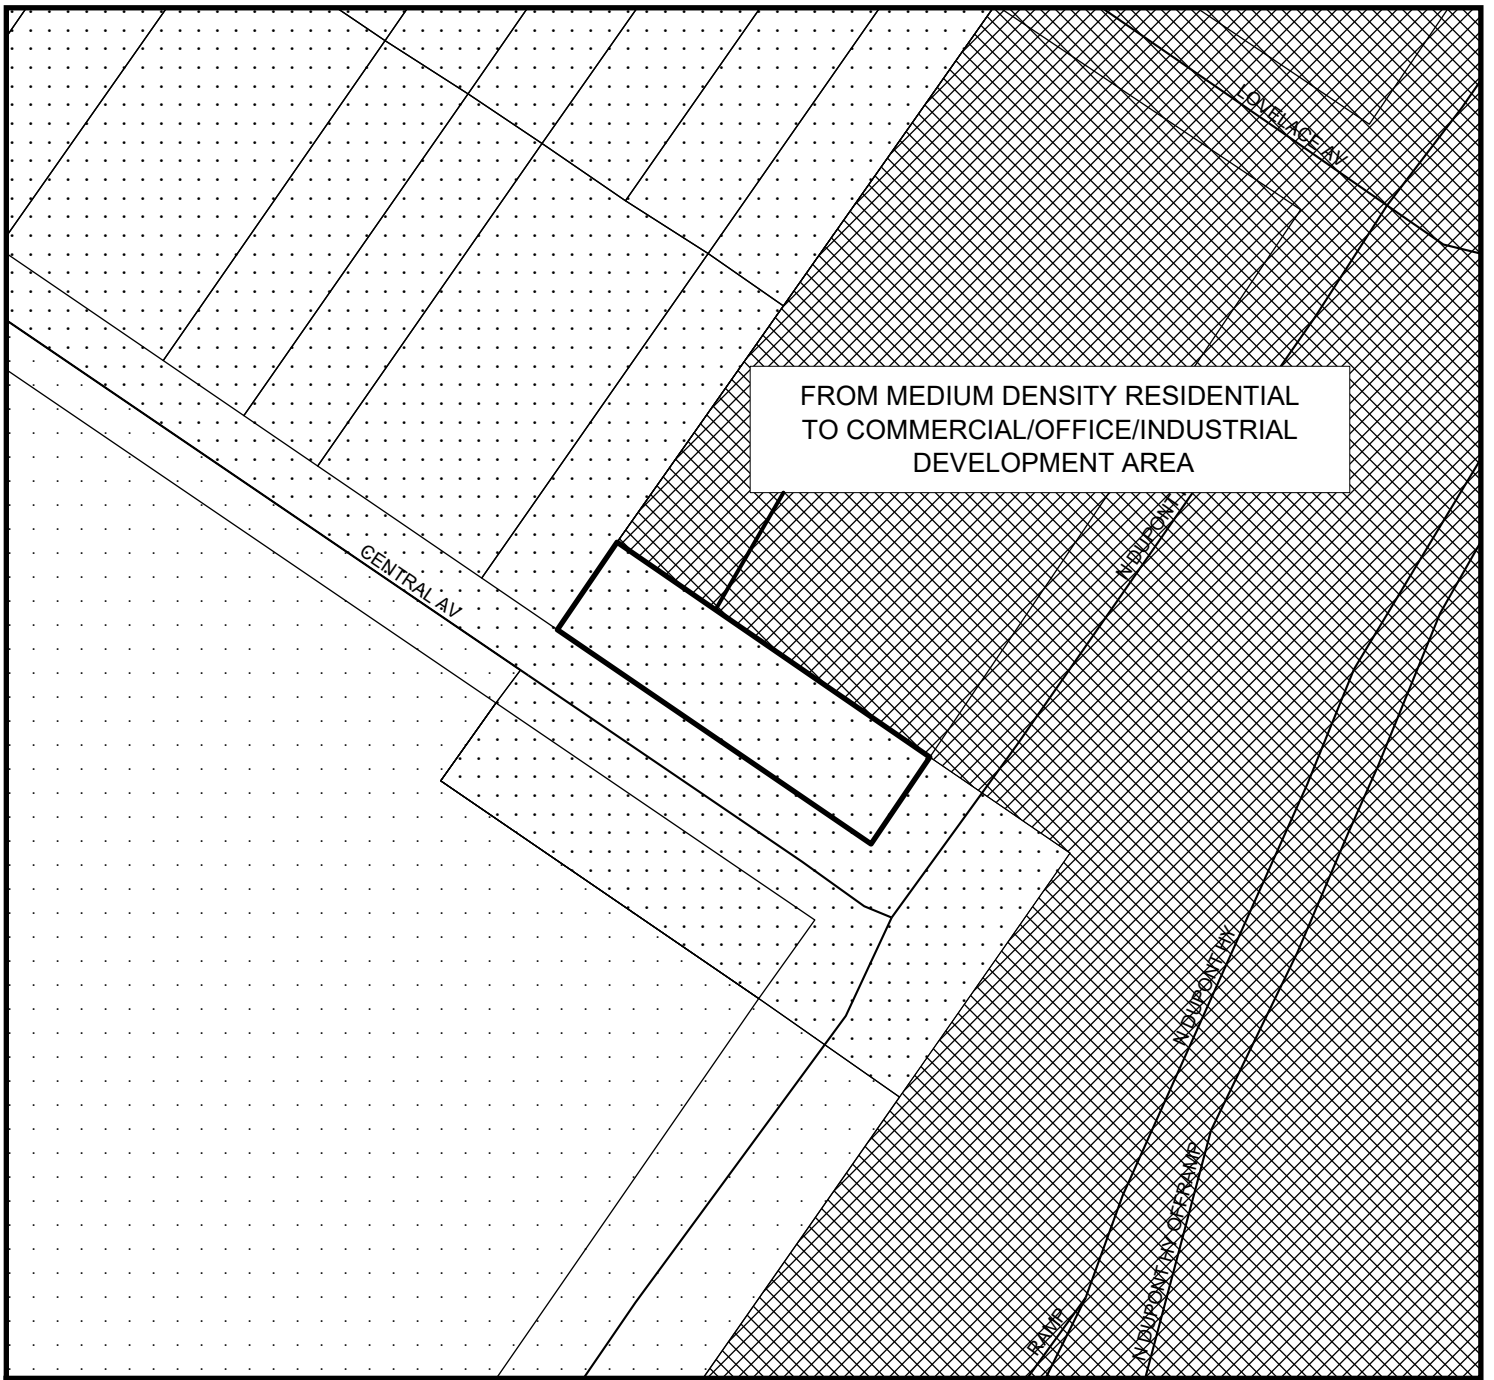 LOVELACE AV
FROM MEDIUM DENSITY RESIDENTIAL
TO COMMERCIAL/OFFICE/INDUSTRIAL
DEVELOPMENT AREA
N DUPONT
CENTRAL AV
N DUPONT HY
N DUPONT HY OFFRAMP
RAMP